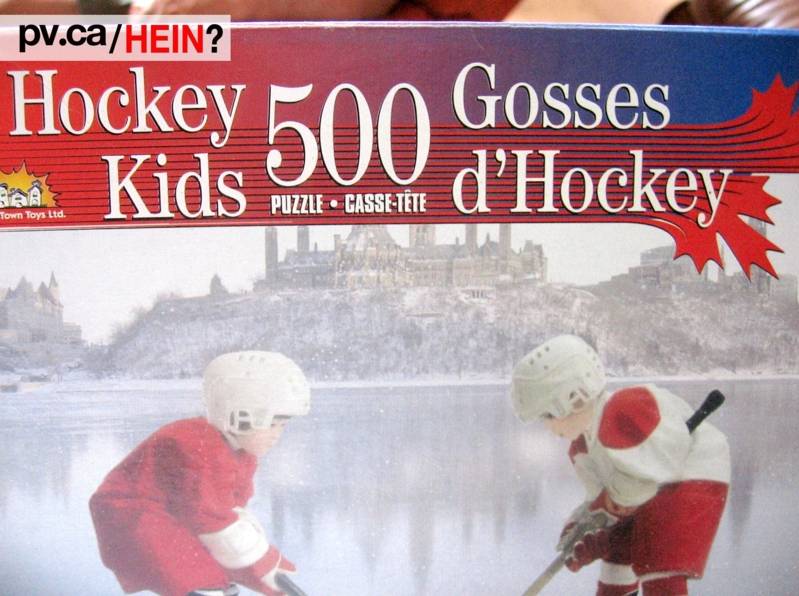 pv.ca/HEIN?
Hockey
Kids
500
PUZZLE • CASSE-TÊTE
Gosses
d'Hockey
Town Toys Ltd.